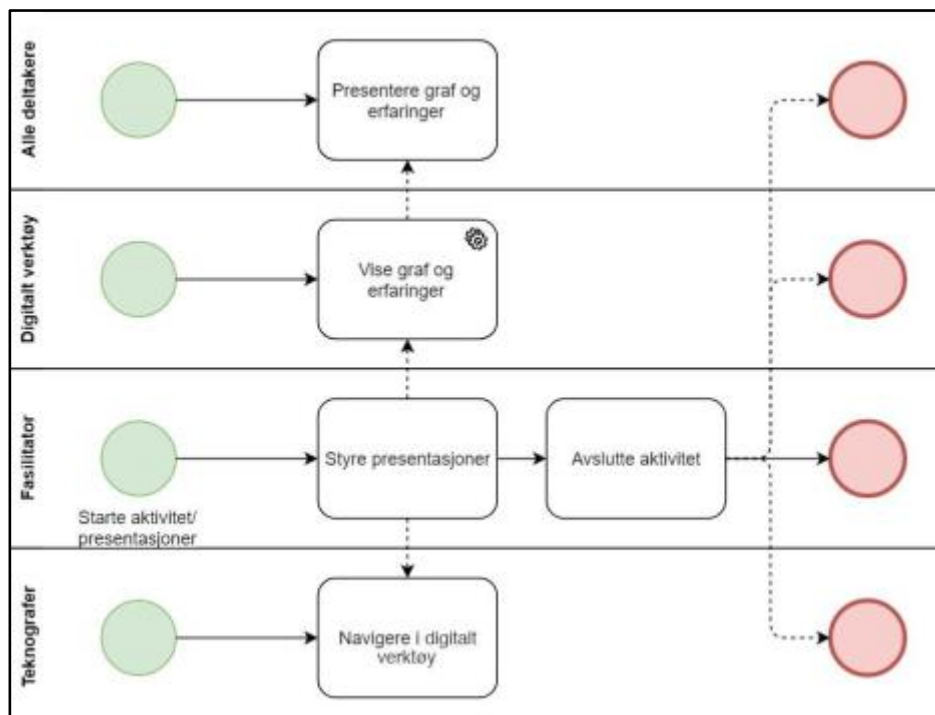 Alle deltakere
Presentere graf og
erfaringer
Digitalt verktøy
Vise graf og
erfaringer
Fasilitator
Starte aktivitet/
presentasjoner
Styre presentasjoner
Avslutte aktivitet
Teknografer
Navigere i digitalt
verktøy